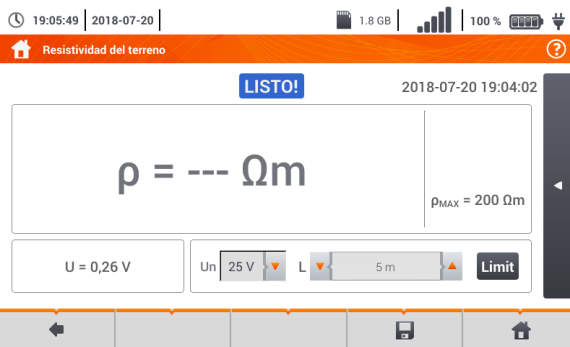 19:05:49 2018-07-20 1.8 GB 100 %
Resistividad del terreno ?
LISTO! 2018-07-20 19:04:02
ρ = --- Ωm
ρMAX = 200 Ωm
U = 0,26 V Un 25 V L 5 m Limit